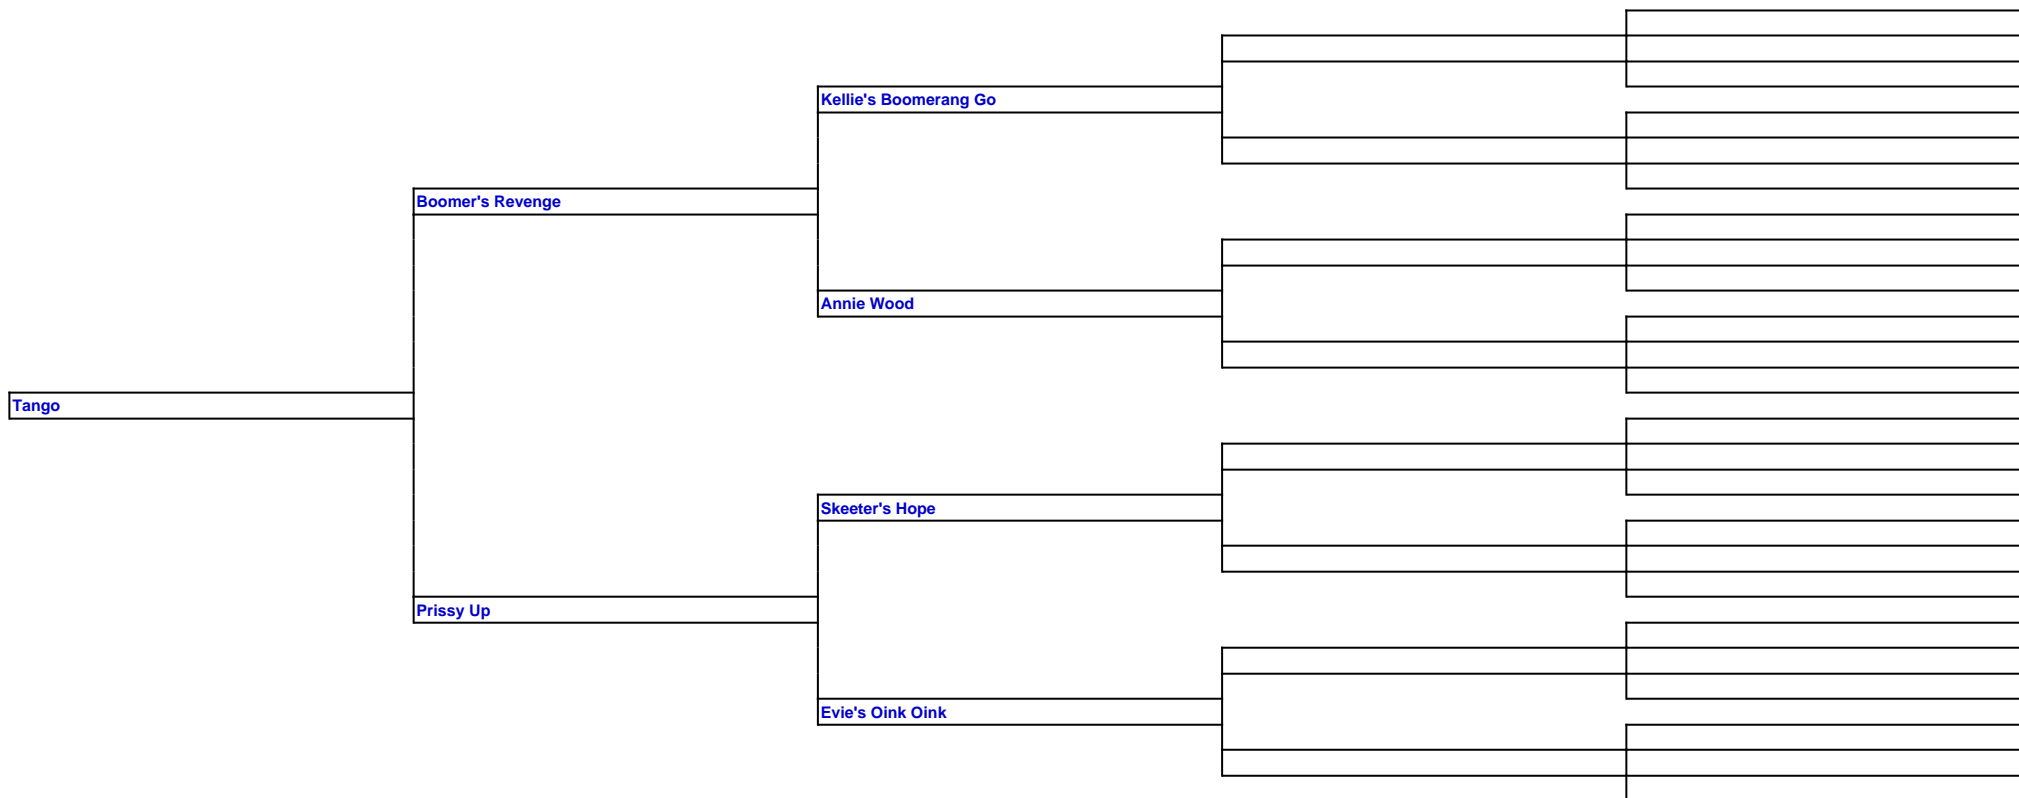 Kellie's Boomerang Go
Boomer's Revenge
Annie Wood
Tango
Skeeter's Hope
Prissy Up
Evie's Oink Oink